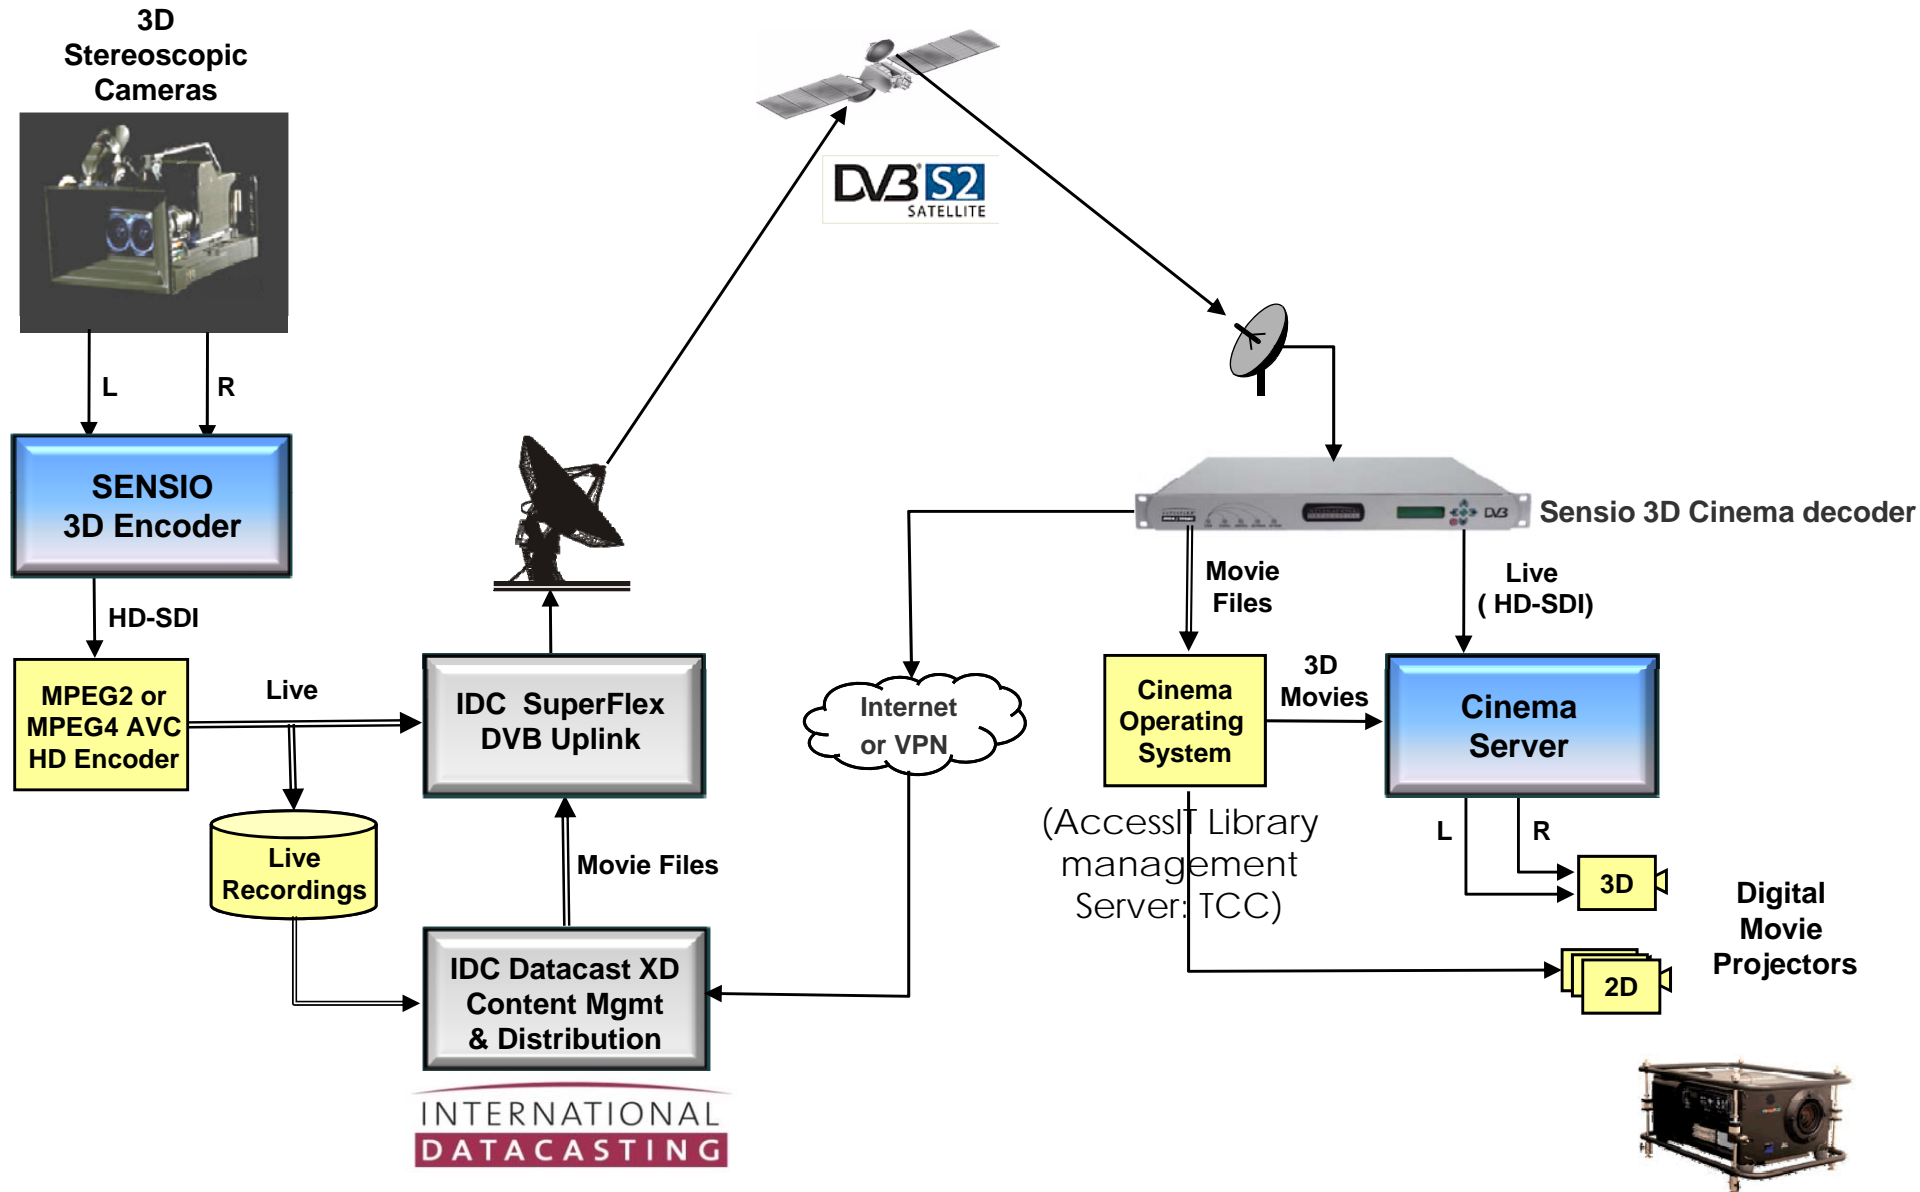 3D
Stereoscopic
Cameras
L
R
SENSIO
3D Encoder
HD-SDI
MPEG2 or
MPEG4 AVC
HD Encoder
Live
Live
Recordings
IDC SuperFlex
DVB Uplink
Movie Files
IDC Datacast XD
Content Mgmt
& Distribution
INTERNATIONAL
DATACASTING
DVB® S2
SATELLITE
Internet
or VPN
DVB
Sensio 3D Cinema decoder
Movie
Files
Live
( HD-SDI)
Cinema
Operating
System
3D
Movies
Cinema
Server
(AccessIT Library
management
Server: TCC)
L
R
3D
2D
Digital
Movie
Projectors